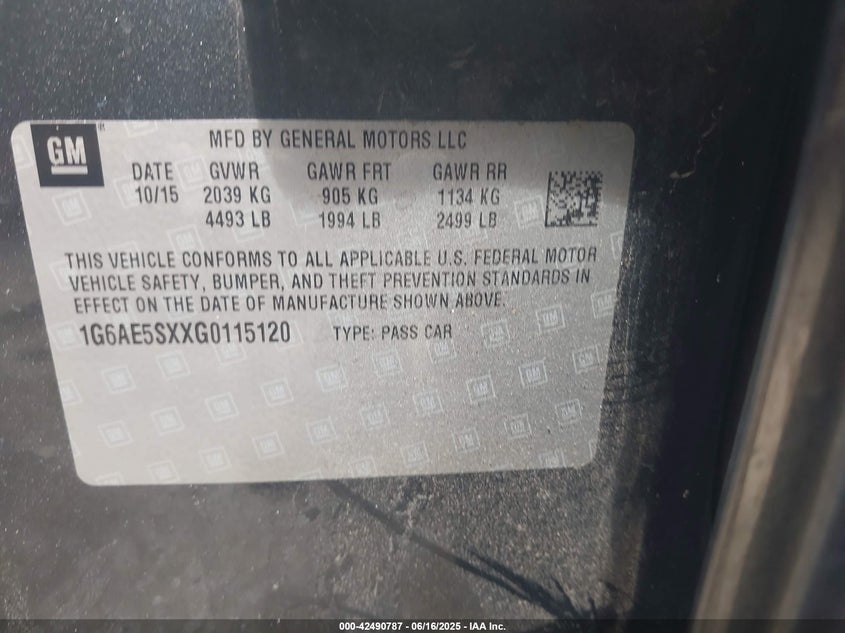 GM
MFD BY GENERAL MOTORS LLC
DATE GVWR GAWR FRT GAWR RR
10/15 2039 KG 905 KG 1134 KG
4493 LB 1994 LB 2499 LB
THIS VEHICLE CONFORMS TO ALL APPLICABLE U.S. FEDERAL MOTOR
VEHICLE SAFETY, BUMPER, AND THEFT PREVENTION STANDARDS IN
EFFECT ON THE DATE OF MANUFACTURE SHOWN ABOVE.
1G6AE5SXXG0115120 TYPE: PASS CAR
000-42490787 - 06/16/2025 - IAA Inc.